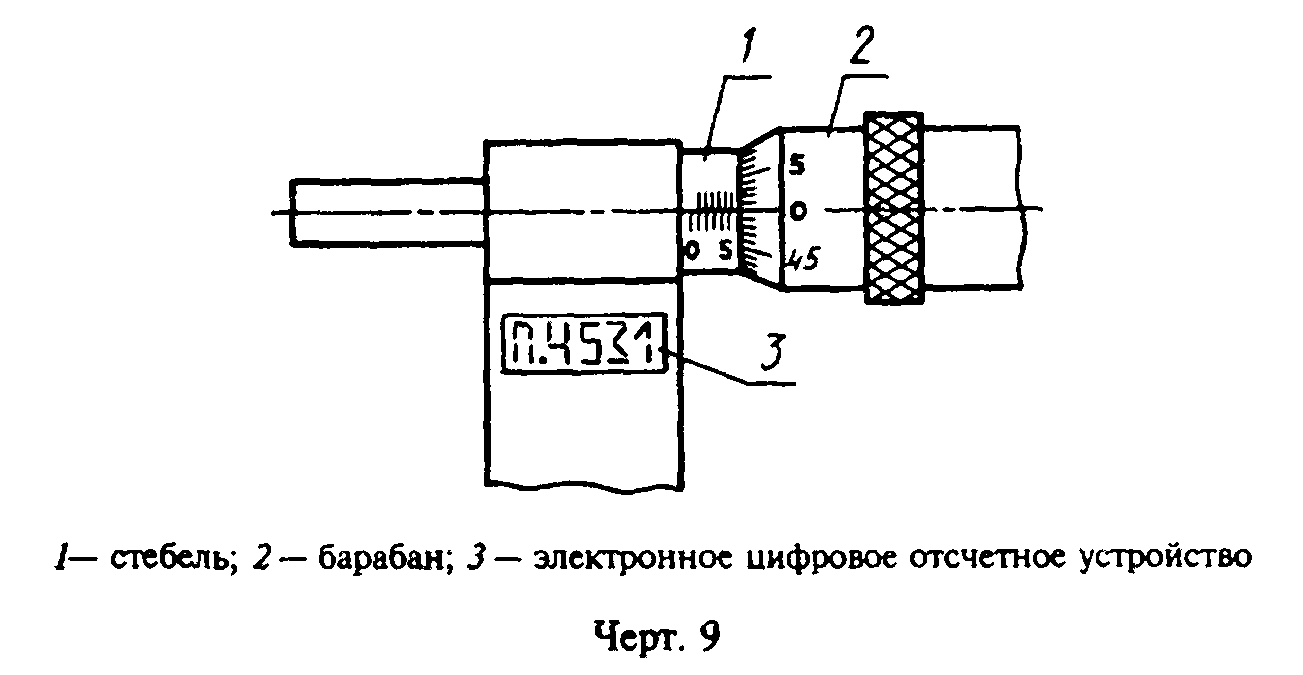 1 2
5
0
0 5 45
3
1— стебель; 2 — барабан; 3 — электронное цифровое отсчетное устройство
Черт. 9